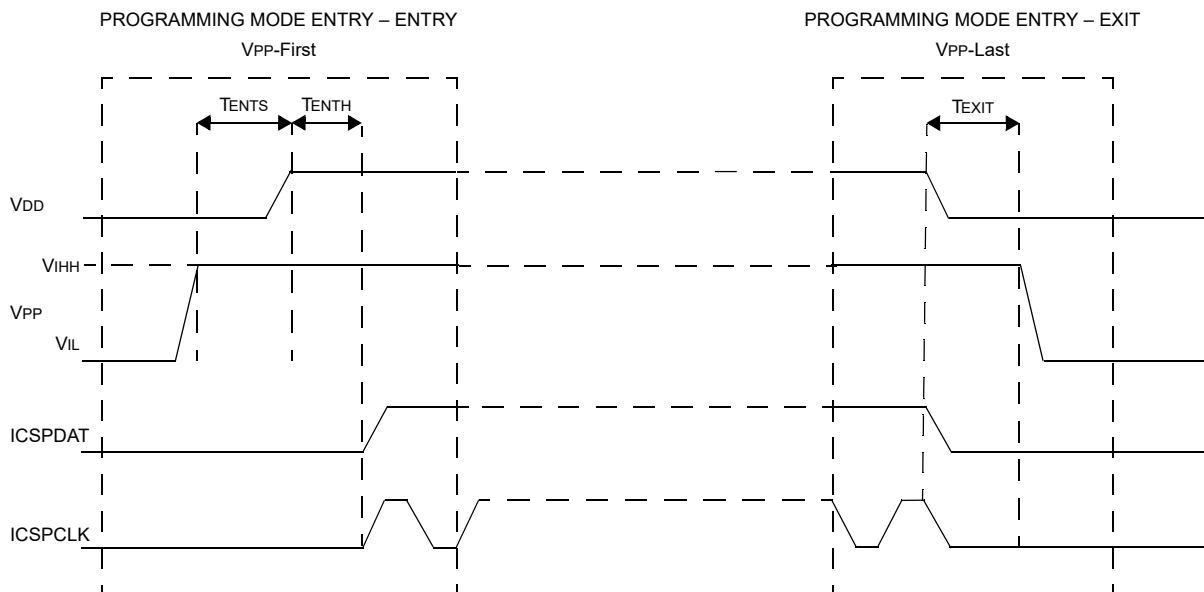 PROGRAMMING MODE ENTRY – ENTRY
VPP-First
PROGRAMMING MODE ENTRY – EXIT
VPP-Last
TENTS
TENTH
TEXIT
VDD
VIHH
VPP
VIL
ICSPDAT
ICSPCLK